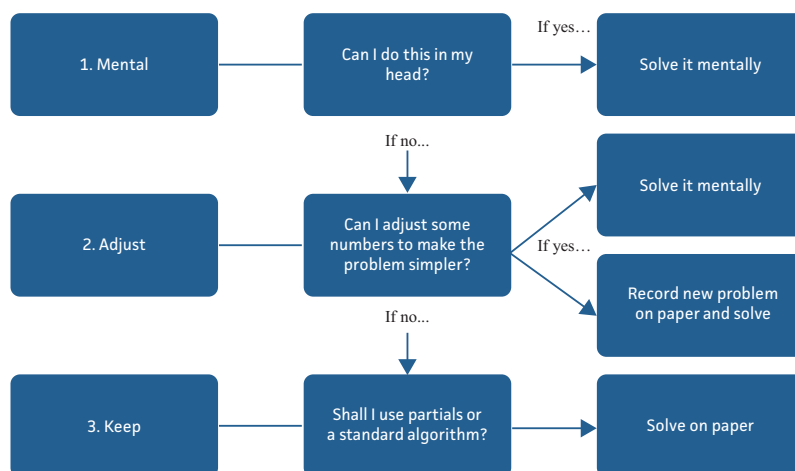 If yes…
1. Mental
Can I do this in my
head?
Solve it mentally
If no...
2. Adjust
Can I adjust some
numbers to make the
problem simpler?
Solve it mentally
If yes…
Record new problem
on paper and solve
If no...
3. Keep
Shall I use partials or
a standard algorithm?
Solve on paper